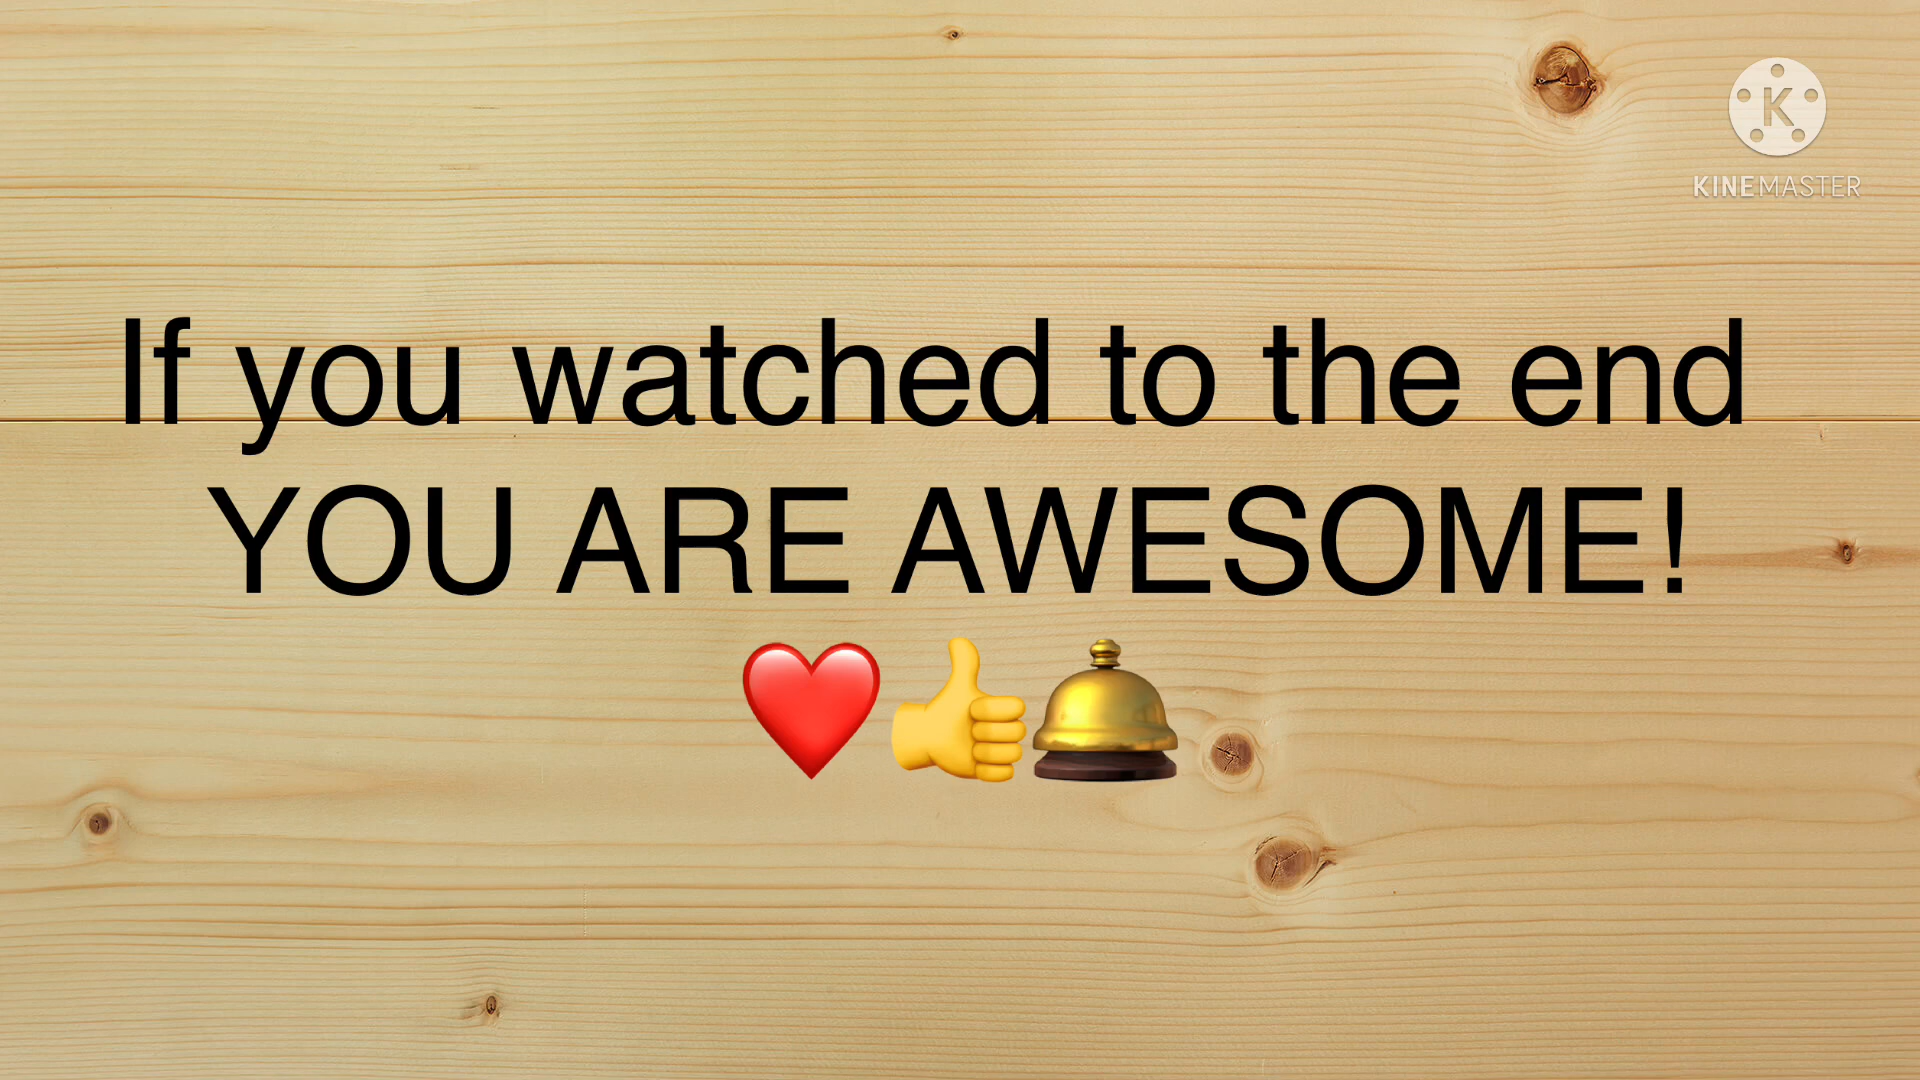 K
KINEMASTER
If you watched to the end
YOU ARE AWESOME!
❤️👍🛎️